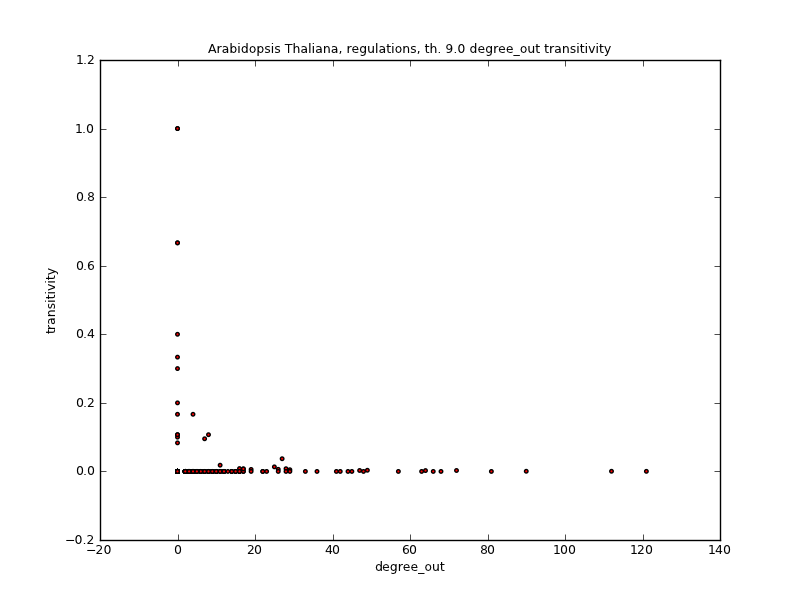 Arabidopsis Thaliana, regulations, th. 9.0 degree_out transitivity
1.2
1.0
0.8
0.6
0.4
0.2
0.0
−0.2
transitivity
−20 0 20 40 60 80 100 120 140
degree_out